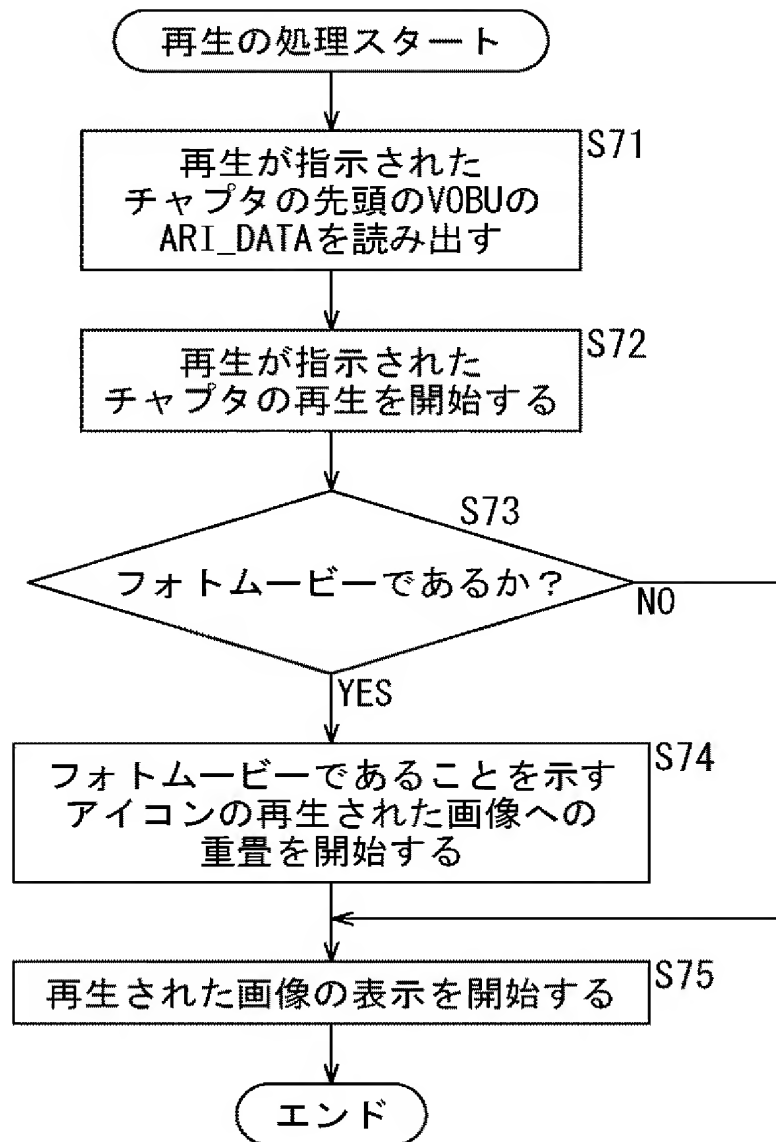 再生の処理スタート
S71
再生が指示された
チャプタの先頭のVOBUの
ARI_DATAを読み出す
S72
再生が指示された
チャプタの再生を開始する
S73
フォトムービーであるか?
NO
YES
S74
フォトムービーであることを示す
アイコンの再生された画像への
重畳を開始する
S75
再生された画像の表示を開始する
エンド